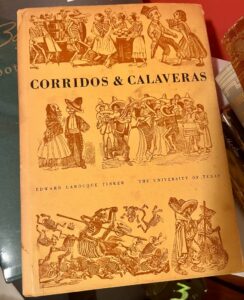 CORRIDOS & CALAVERAS
EDWARD LAROCQUE TINKER THE UNIVERSITY OF TEXAS